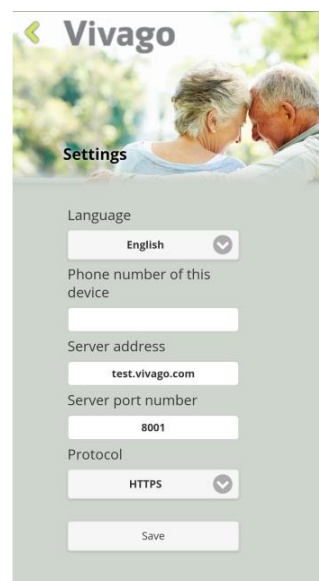 Vivago
Settings
Language
English
Phone number of this
device
Server address
test.vivago.com
Server port number
8001
Protocol
HTTPS
Save